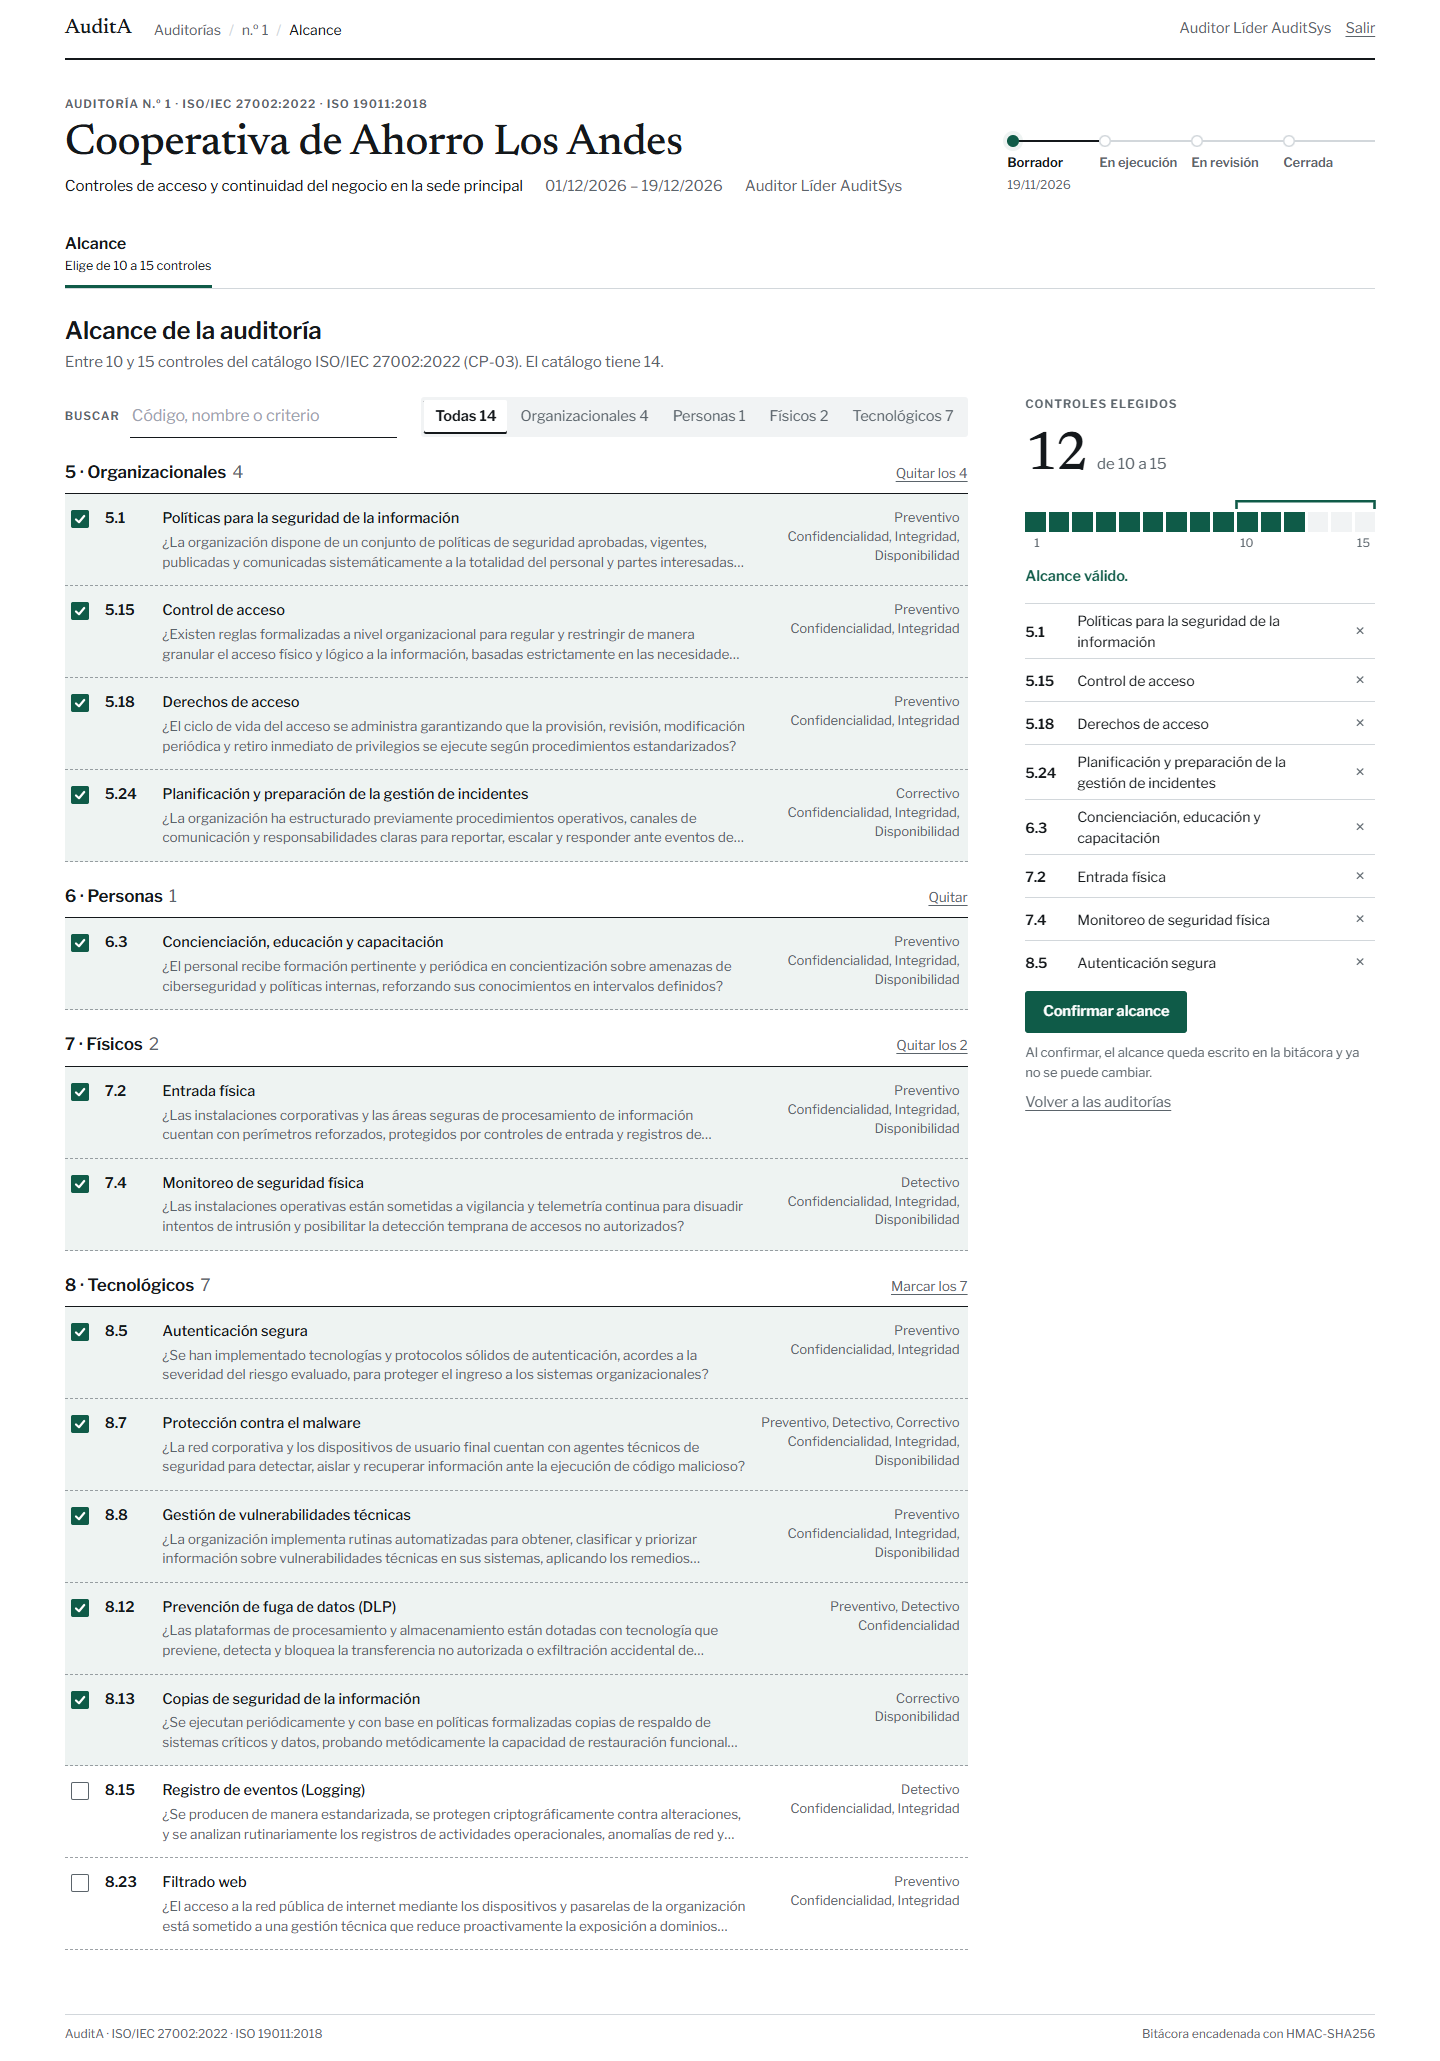 AuditA Auditorías / n.º 1 / Alcance
Auditor Líder AuditSys Salir
AUDITORÍA N.º 1 · ISO/IEC 27002:2022 · ISO 19011:2018
Cooperativa de Ahorro Los Andes
Controles de acceso y continuidad del negocio en la sede principal 01/12/2026 – 19/12/2026 Auditor Líder AuditSys
Borrador En ejecución En revisión Cerrada
19/11/2026
Alcance
Elige de 10 a 15 controles
Alcance de la auditoría
Entre 10 y 15 controles del catálogo ISO/IEC 27002:2022 (CP-03). El catálogo tiene 14.
BUSCAR Código, nombre o criterio
Todas 14 Organizacionales 4 Personas 1 Físicos 2 Tecnológicos 7
5 · Organizacionales 4 Quitar los 4
5.1 Políticas para la seguridad de la información
¿La organización dispone de un conjunto de políticas de seguridad aprobadas, vigentes,
publicadas y comunicadas sistemáticamente a la totalidad del personal y partes interesadas...
Preventivo
Confidencialidad, Integridad,
Disponibilidad
5.15 Control de acceso
¿Existen reglas formalizadas a nivel organizacional para regular y restringir de manera
granular el acceso físico y lógico a la información, basadas estrictamente en las necesidade...
Preventivo
Confidencialidad, Integridad
5.18 Derechos de acceso
¿El ciclo de vida del acceso se administra garantizando que la provisión, revisión, modificación
periódica y retiro inmediato de privilegios se ejecute según procedimientos estandarizados?
Preventivo
Confidencialidad, Integridad
5.24 Planificación y preparación de la gestión de incidentes
¿La organización ha estructurado previamente procedimientos operativos, canales de
comunicación y responsabilidades claras para reportar, escalar y responder ante eventos de...
Correctivo
Confidencialidad, Integridad,
Disponibilidad
6 · Personas 1 Quitar
6.3 Concienciación, educación y capacitación
¿El personal recibe formación pertinente y periódica en concientización sobre amenazas de
ciberseguridad y políticas internas, reforzando sus conocimientos en intervalos definidos?
Preventivo
Confidencialidad, Integridad,
Disponibilidad
7 · Físicos 2 Quitar los 2
7.2 Entrada física
¿Las instalaciones corporativas y las áreas seguras de procesamiento de información
cuentan con perímetros reforzados, protegidos por controles de entrada y registros de...
Preventivo
Confidencialidad, Integridad,
Disponibilidad
7.4 Monitoreo de seguridad física
¿Las instalaciones operativas están sometidas a vigilancia y telemetría continua para disuadir
intentos de intrusión y posibilitar la detección temprana de accesos no autorizados?
Detectivo
Confidencialidad, Integridad,
Disponibilidad
8 · Tecnológicos 7 Marcar los 7
8.5 Autenticación segura
¿Se han implementado tecnologías y protocolos sólidos de autenticación, acordes a la
severidad del riesgo evaluado, para proteger el ingreso a los sistemas organizacionales?
Preventivo
Confidencialidad, Integridad
8.7 Protección contra el malware
¿La red corporativa y los dispositivos de usuario final cuentan con agentes técnicos de
seguridad para detectar, aislar y recuperar información ante la ejecución de código malicioso?
Preventivo, Detectivo, Correctivo
Confidencialidad, Integridad,
Disponibilidad
8.8 Gestión de vulnerabilidades técnicas
¿La organización implementa rutinas automatizadas para obtener, clasificar y priorizar
información sobre vulnerabilidades técnicas en sus sistemas, aplicando los remedios...
Preventivo
Confidencialidad, Integridad,
Disponibilidad
8.12 Prevención de fuga de datos (DLP)
¿Las plataformas de procesamiento y almacenamiento están dotadas con tecnología que
previene, detecta y bloquea la transferencia no autorizada o exfiltración accidental de...
Preventivo, Detectivo
Confidencialidad
8.13 Copias de seguridad de la información
¿Se ejecutan periódicamente y con base en políticas formalizadas copias de respaldo de
sistemas críticos y datos, probando metódicamente la capacidad de restauración funcional...
Correctivo
Disponibilidad
8.15 Registro de eventos (Logging)
¿Se producen de manera estandarizada, se protegen criptográficamente contra alteraciones,
y se analizan rutinariamente los registros de actividades operacionales, anomalías de red y...
Detectivo
Confidencialidad, Integridad
8.23 Filtrado web
¿El acceso a la red pública de internet mediante los dispositivos y pasarelas de la organización
está sometido a una gestión técnica que reduce proactivamente la exposición a dominios...
Preventivo
Confidencialidad, Integridad
CONTROLES ELEGIDOS
12 de 10 a 15
1 10 15
Alcance válido.
5.1 Políticas para la seguridad de la
información ×
5.15 Control de acceso ×
5.18 Derechos de acceso ×
5.24 Planificación y preparación de la
gestión de incidentes ×
6.3 Concienciación, educación y
capacitación ×
7.2 Entrada física ×
7.4 Monitoreo de seguridad física ×
8.5 Autenticación segura ×
Confirmar alcance
Al confirmar, el alcance queda escrito en la bitácora y ya
no se puede cambiar.
Volver a las auditorías
AuditA · ISO/IEC 27002:2022 · ISO 19011:2018
Bitácora encadenada con HMAC-SHA256